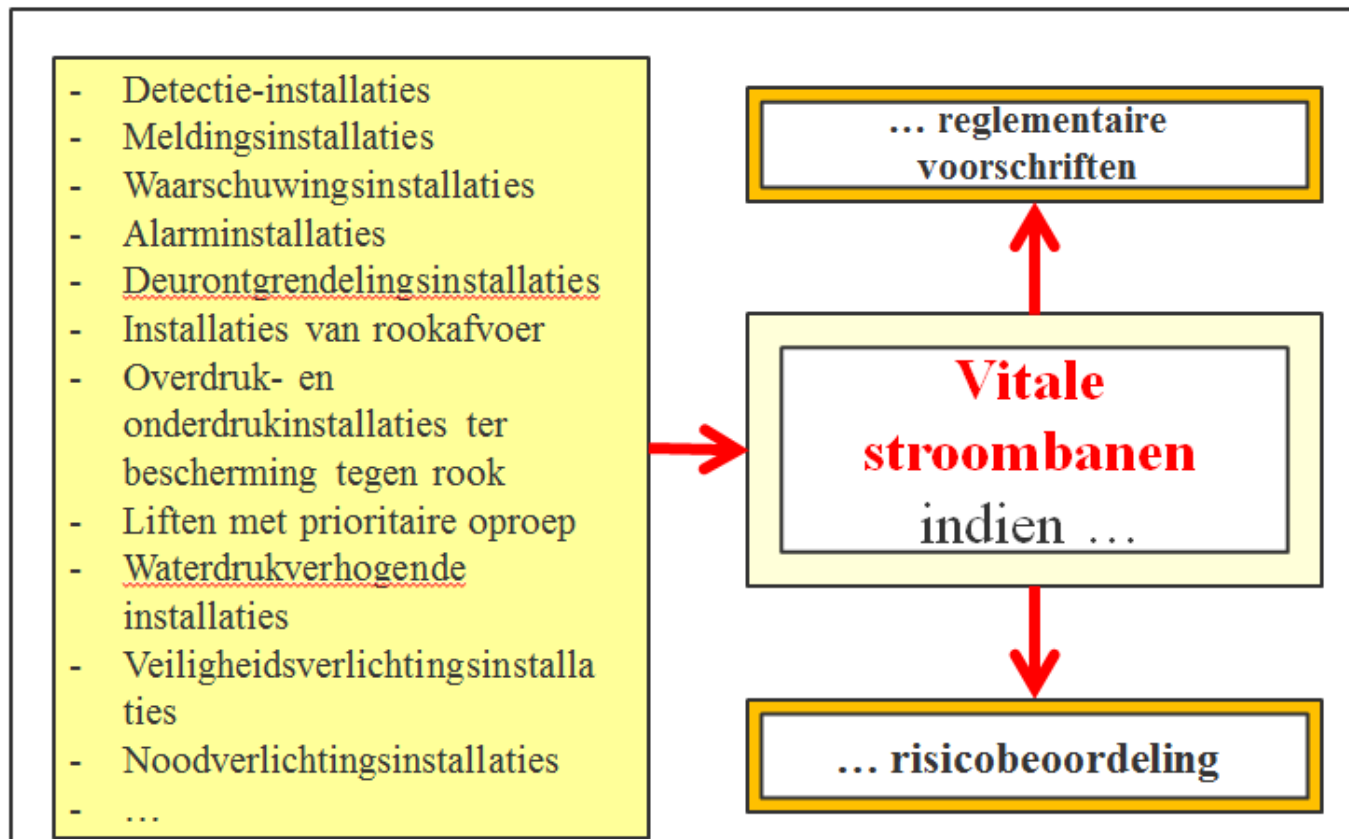 - Detectie-installaties
- Meldingsinstallaties
- Waarschuwingsinstallaties
- Alarminstallaties
- Deurontgrendelingsinstallaties
- Installaties van rookafvoer
- Overdruk- en
onderdrukinstallaties ter
bescherming tegen rook
- Liften met prioritaire oproep
- Waterdrukverhogende
installaties
- Veiligheidsverlichtingsinstalla
ties
- Noodverlichtingsinstallaties
- …
… reglementaire
voorschriften
Vitale
stroombanen
indien …
… risicobeoordeling